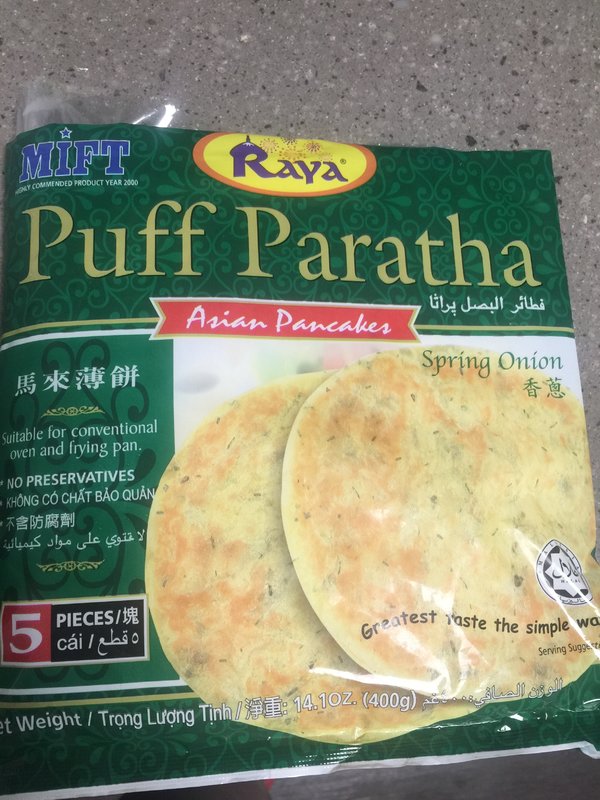 MIFT
HIGHLY COMMENDED PRODUCT YEAR 2000
RAYA®
Puff Paratha
فطائر البصل پراٹا
Asian Pancakes
Spring Onion
香蔥
馬來薄餅
Suitable for conventional
oven and frying pan.
• NO PRESERVATIVES
• KHÔNG CÓ CHẤT BẢO QUẢN
• 不含防腐劑
لا تحتوي على مواد كيميائية
5 PIECES/塊
cái / ٥ قطع
Greatest taste the simple
Serving
et Weight / Trọng Lượng Tịnh / 淨重: 14.1OZ. (400g) الوزن الصافي